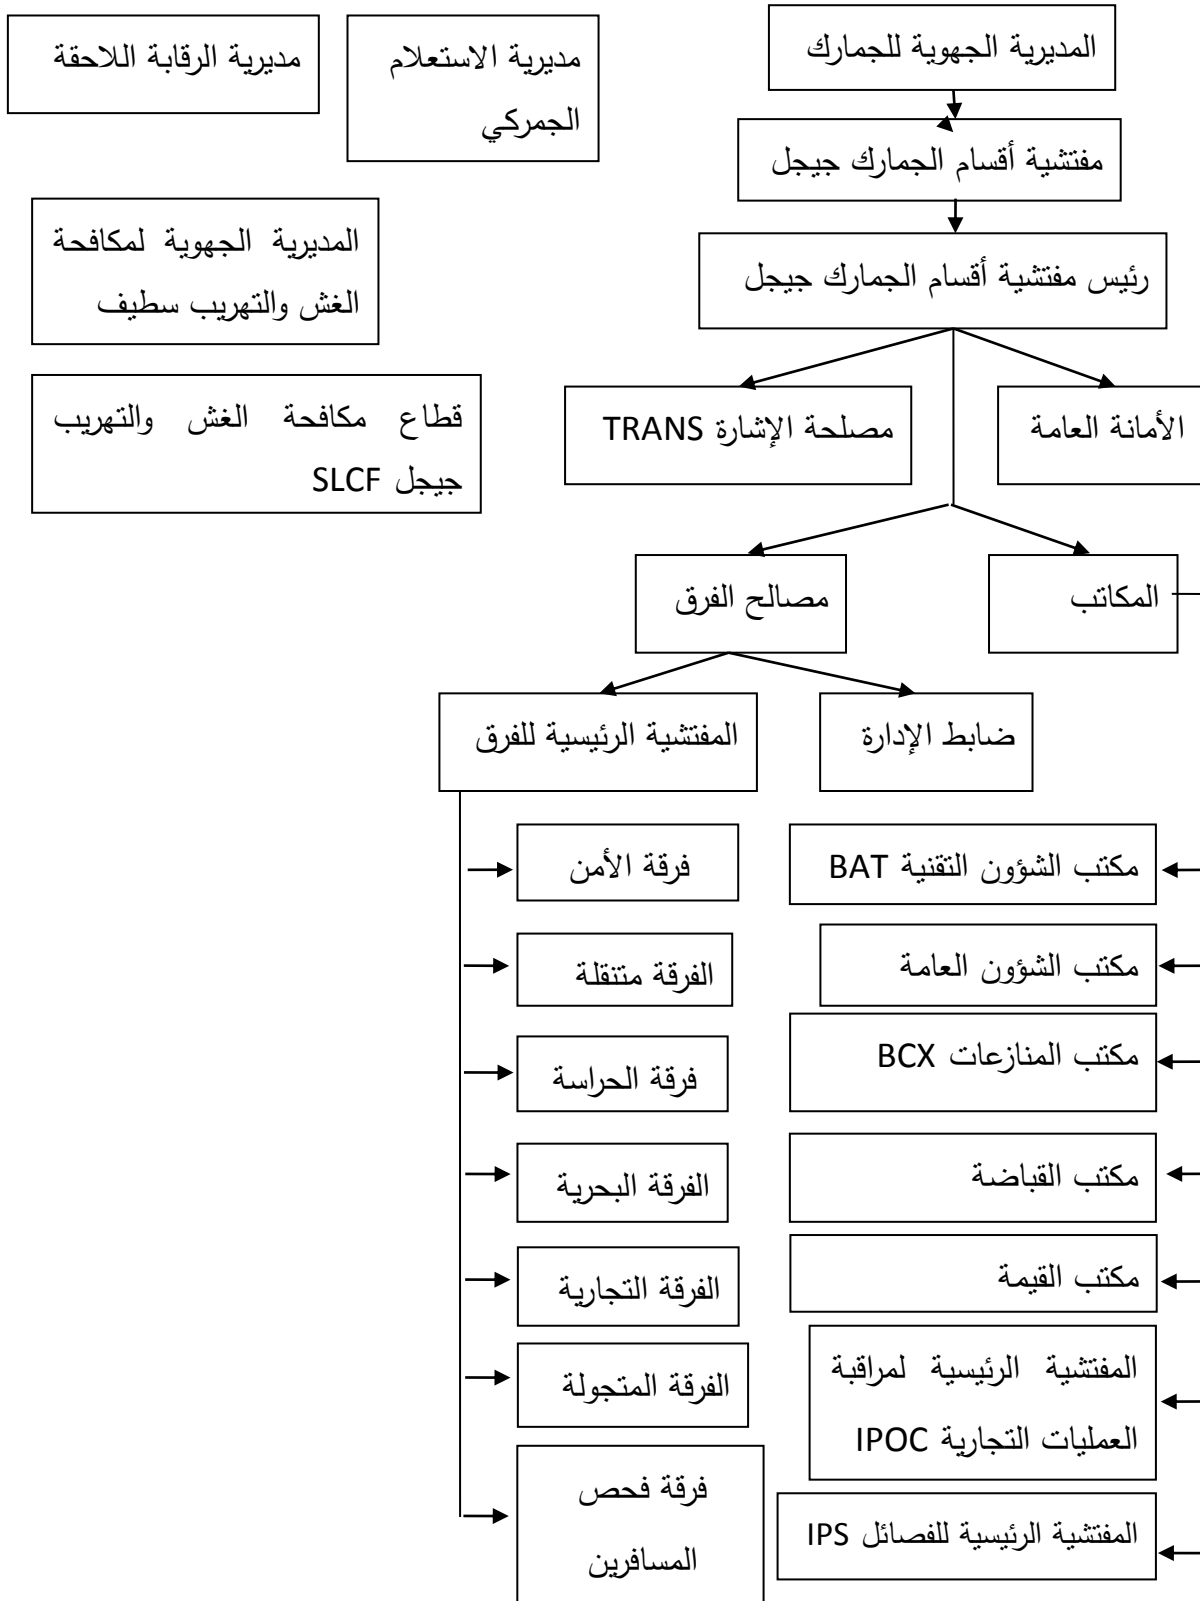 المديرية الجهوية للجمارك
مديرية الاستعلام
الجمركي
مديرية الرقابة اللاحقة
مفتشية أقسام الجمارك جيجل
المديرية الجهوية لمكافحة
الغش والتهريب سطيف
رئيس مفتشية أقسام الجمارك جيجل
الأمانة العامة
مصلحة الإشارة TRANS
قطاع مكافحة الغش والتهريب
جيجل SLCF
المكاتب
مصالح الفرق
ضابط الإدارة
المفتشية الرئيسية للفرق
مكتب الشؤون التقنية BAT
فرقة الأمن
مكتب الشؤون العامة
الفرقة متنقلة
مكتب المنازعات BCX
فرقة الحراسة
مكتب القباضة
الفرقة البحرية
مكتب القيمة
الفرقة التجارية
المفتشية الرئيسية لمراقبة
العمليات التجارية IPOC
الفرقة المتجولة
المفتشية الرئيسية للفصائل IPS
فرقة فحص
المسافرين